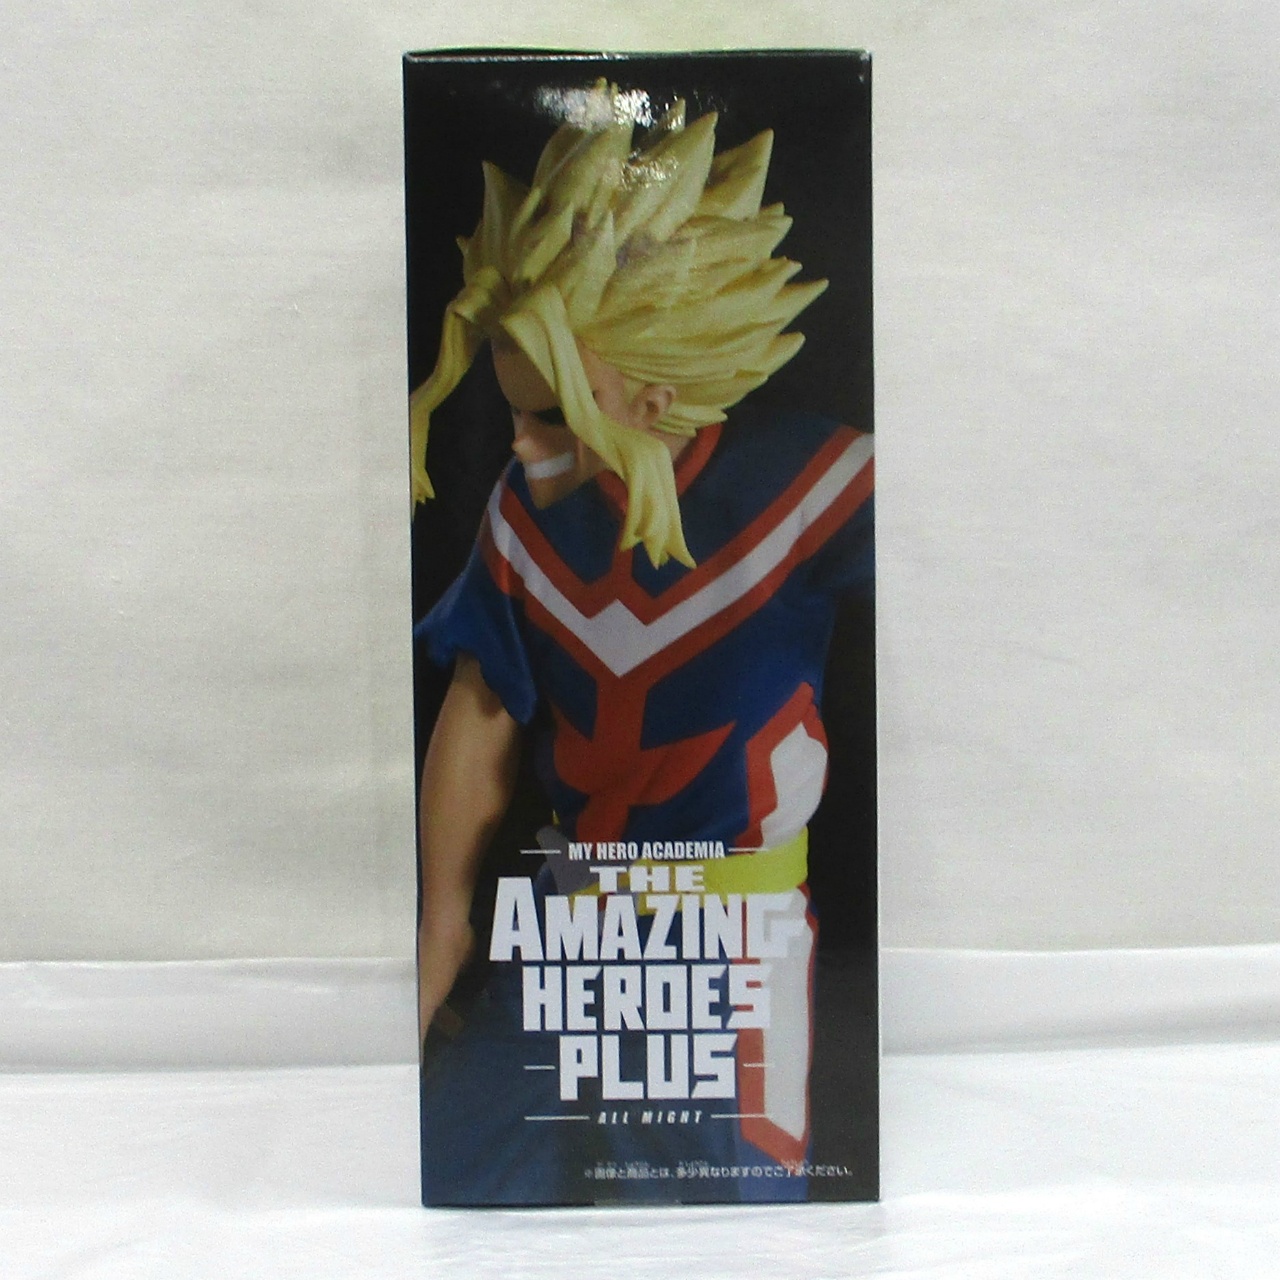 MY HERO ACADEMIA
THE
AMAZING
HEROES
PLUS
ALL MIGHT
※画像と商品とは、多少異なりますのでご了承ください。